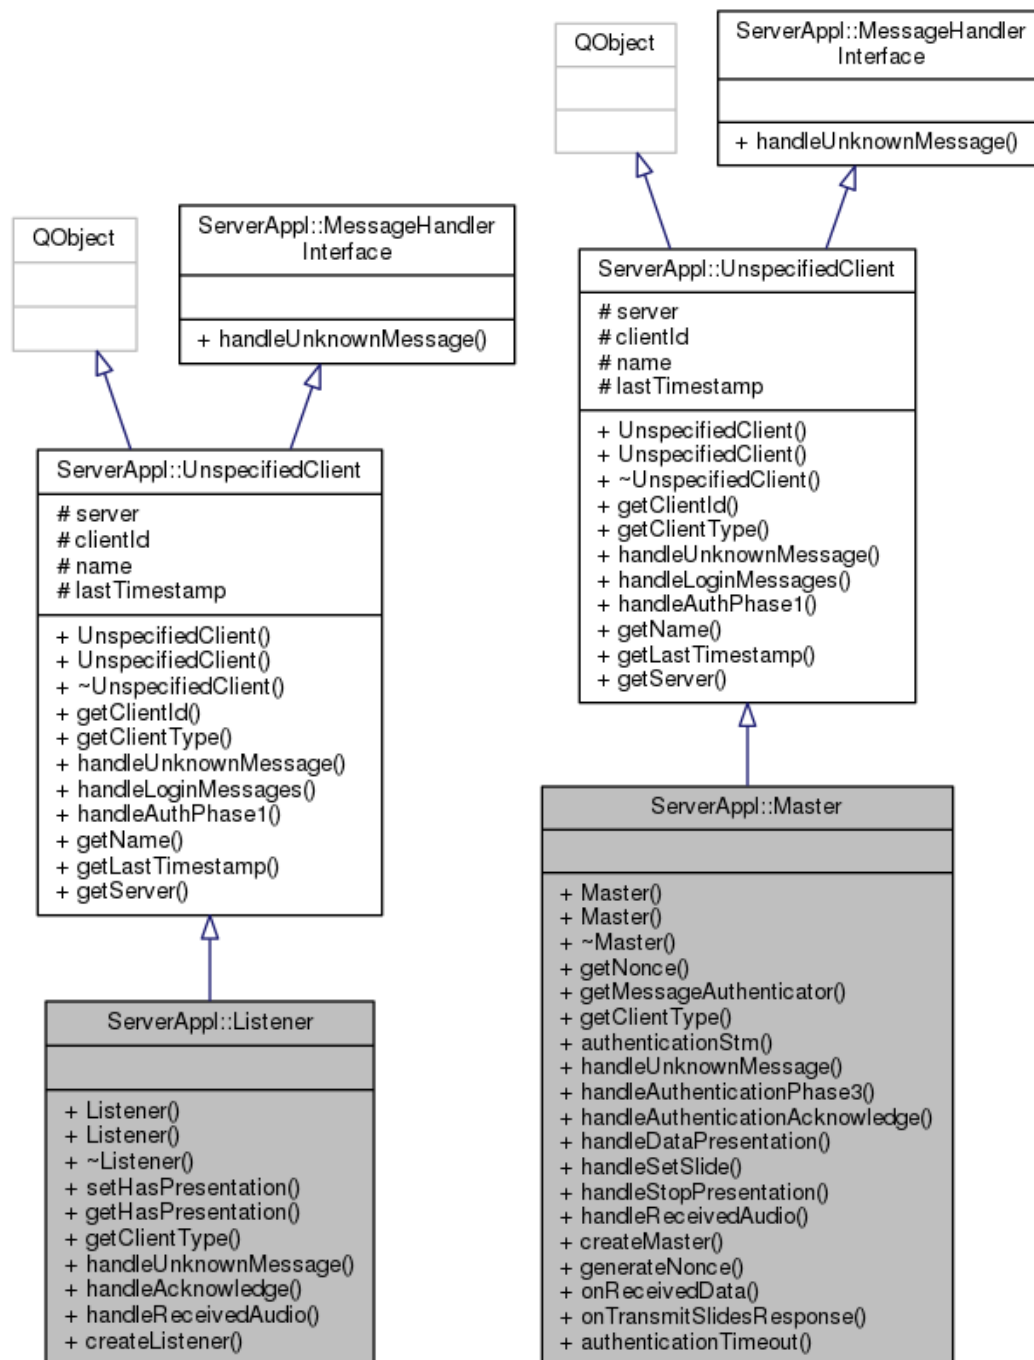 QObject
ServerAppl::MessageHandler
Interface
+ handleUnknownMessage()
ServerAppl::UnspecifiedClient
# server
# clientId
# name
# lastTimestamp
+ UnspecifiedClient()
+ UnspecifiedClient()
+ ~UnspecifiedClient()
+ getClientId()
+ getClientType()
+ handleUnknownMessage()
+ handleLoginMessages()
+ handleAuthPhase1()
+ getName()
+ getLastTimestamp()
+ getServer()
ServerAppl::Listener
+ Listener()
+ Listener()
+ ~Listener()
+ setHasPresentation()
+ getHasPresentation()
+ getClientType()
+ handleUnknownMessage()
+ handleAcknowledge()
+ handleReceivedAudio()
+ createListener()
QObject
ServerAppl::MessageHandler
Interface
+ handleUnknownMessage()
ServerAppl::UnspecifiedClient
# server
# clientId
# name
# lastTimestamp
+ UnspecifiedClient()
+ UnspecifiedClient()
+ ~UnspecifiedClient()
+ getClientId()
+ getClientType()
+ handleUnknownMessage()
+ handleLoginMessages()
+ handleAuthPhase1()
+ getName()
+ getLastTimestamp()
+ getServer()
ServerAppl::Master
+ Master()
+ Master()
+ ~Master()
+ getNonce()
+ getMessageAuthenticator()
+ getClientType()
+ authenticationStm()
+ handleUnknownMessage()
+ handleAuthenticationPhase3()
+ handleAuthenticationAcknowledge()
+ handleDataPresentation()
+ handleSetSlide()
+ handleStopPresentation()
+ handleReceivedAudio()
+ createMaster()
+ generateNonce()
+ onReceivedData()
+ onTransmitSlidesResponse()
+ authenticationTimeout()